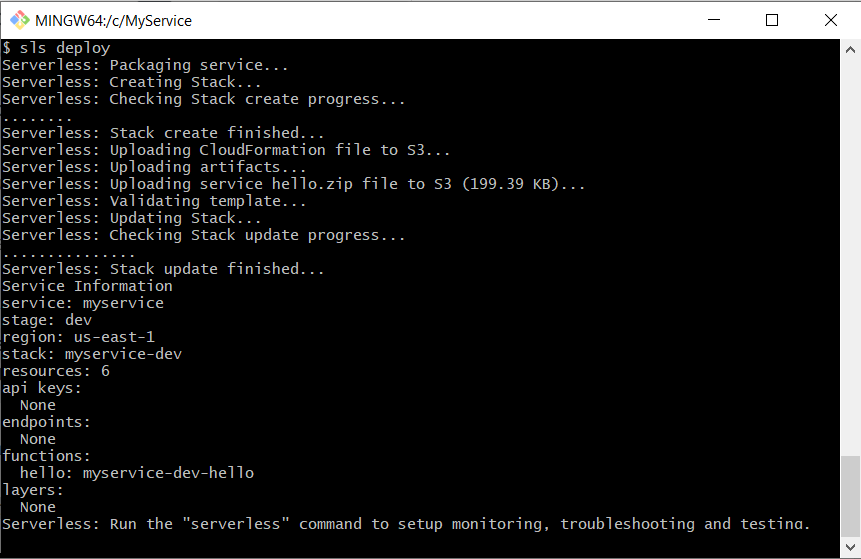 MINGW64:/c/MyService
$ sls deploy
Serverless: Packaging service...
Serverless: Creating Stack...
Serverless: Checking Stack create progress...
........
Serverless: Stack create finished...
Serverless: Uploading CloudFormation file to S3...
Serverless: Uploading artifacts...
Serverless: Uploading service hello.zip file to S3 (199.39 KB)...
Serverless: Validating template...
Serverless: Updating Stack...
Serverless: Checking Stack update progress...
...............
Serverless: Stack update finished...
Service Information
service: myservice
stage: dev
region: us-east-1
stack: myservice-dev
resources: 6
api keys:
  None
endpoints:
  None
functions:
  hello: myservice-dev-hello
layers:
  None
Serverless: Run the "serverless" command to setup monitoring, troubleshooting and testing.